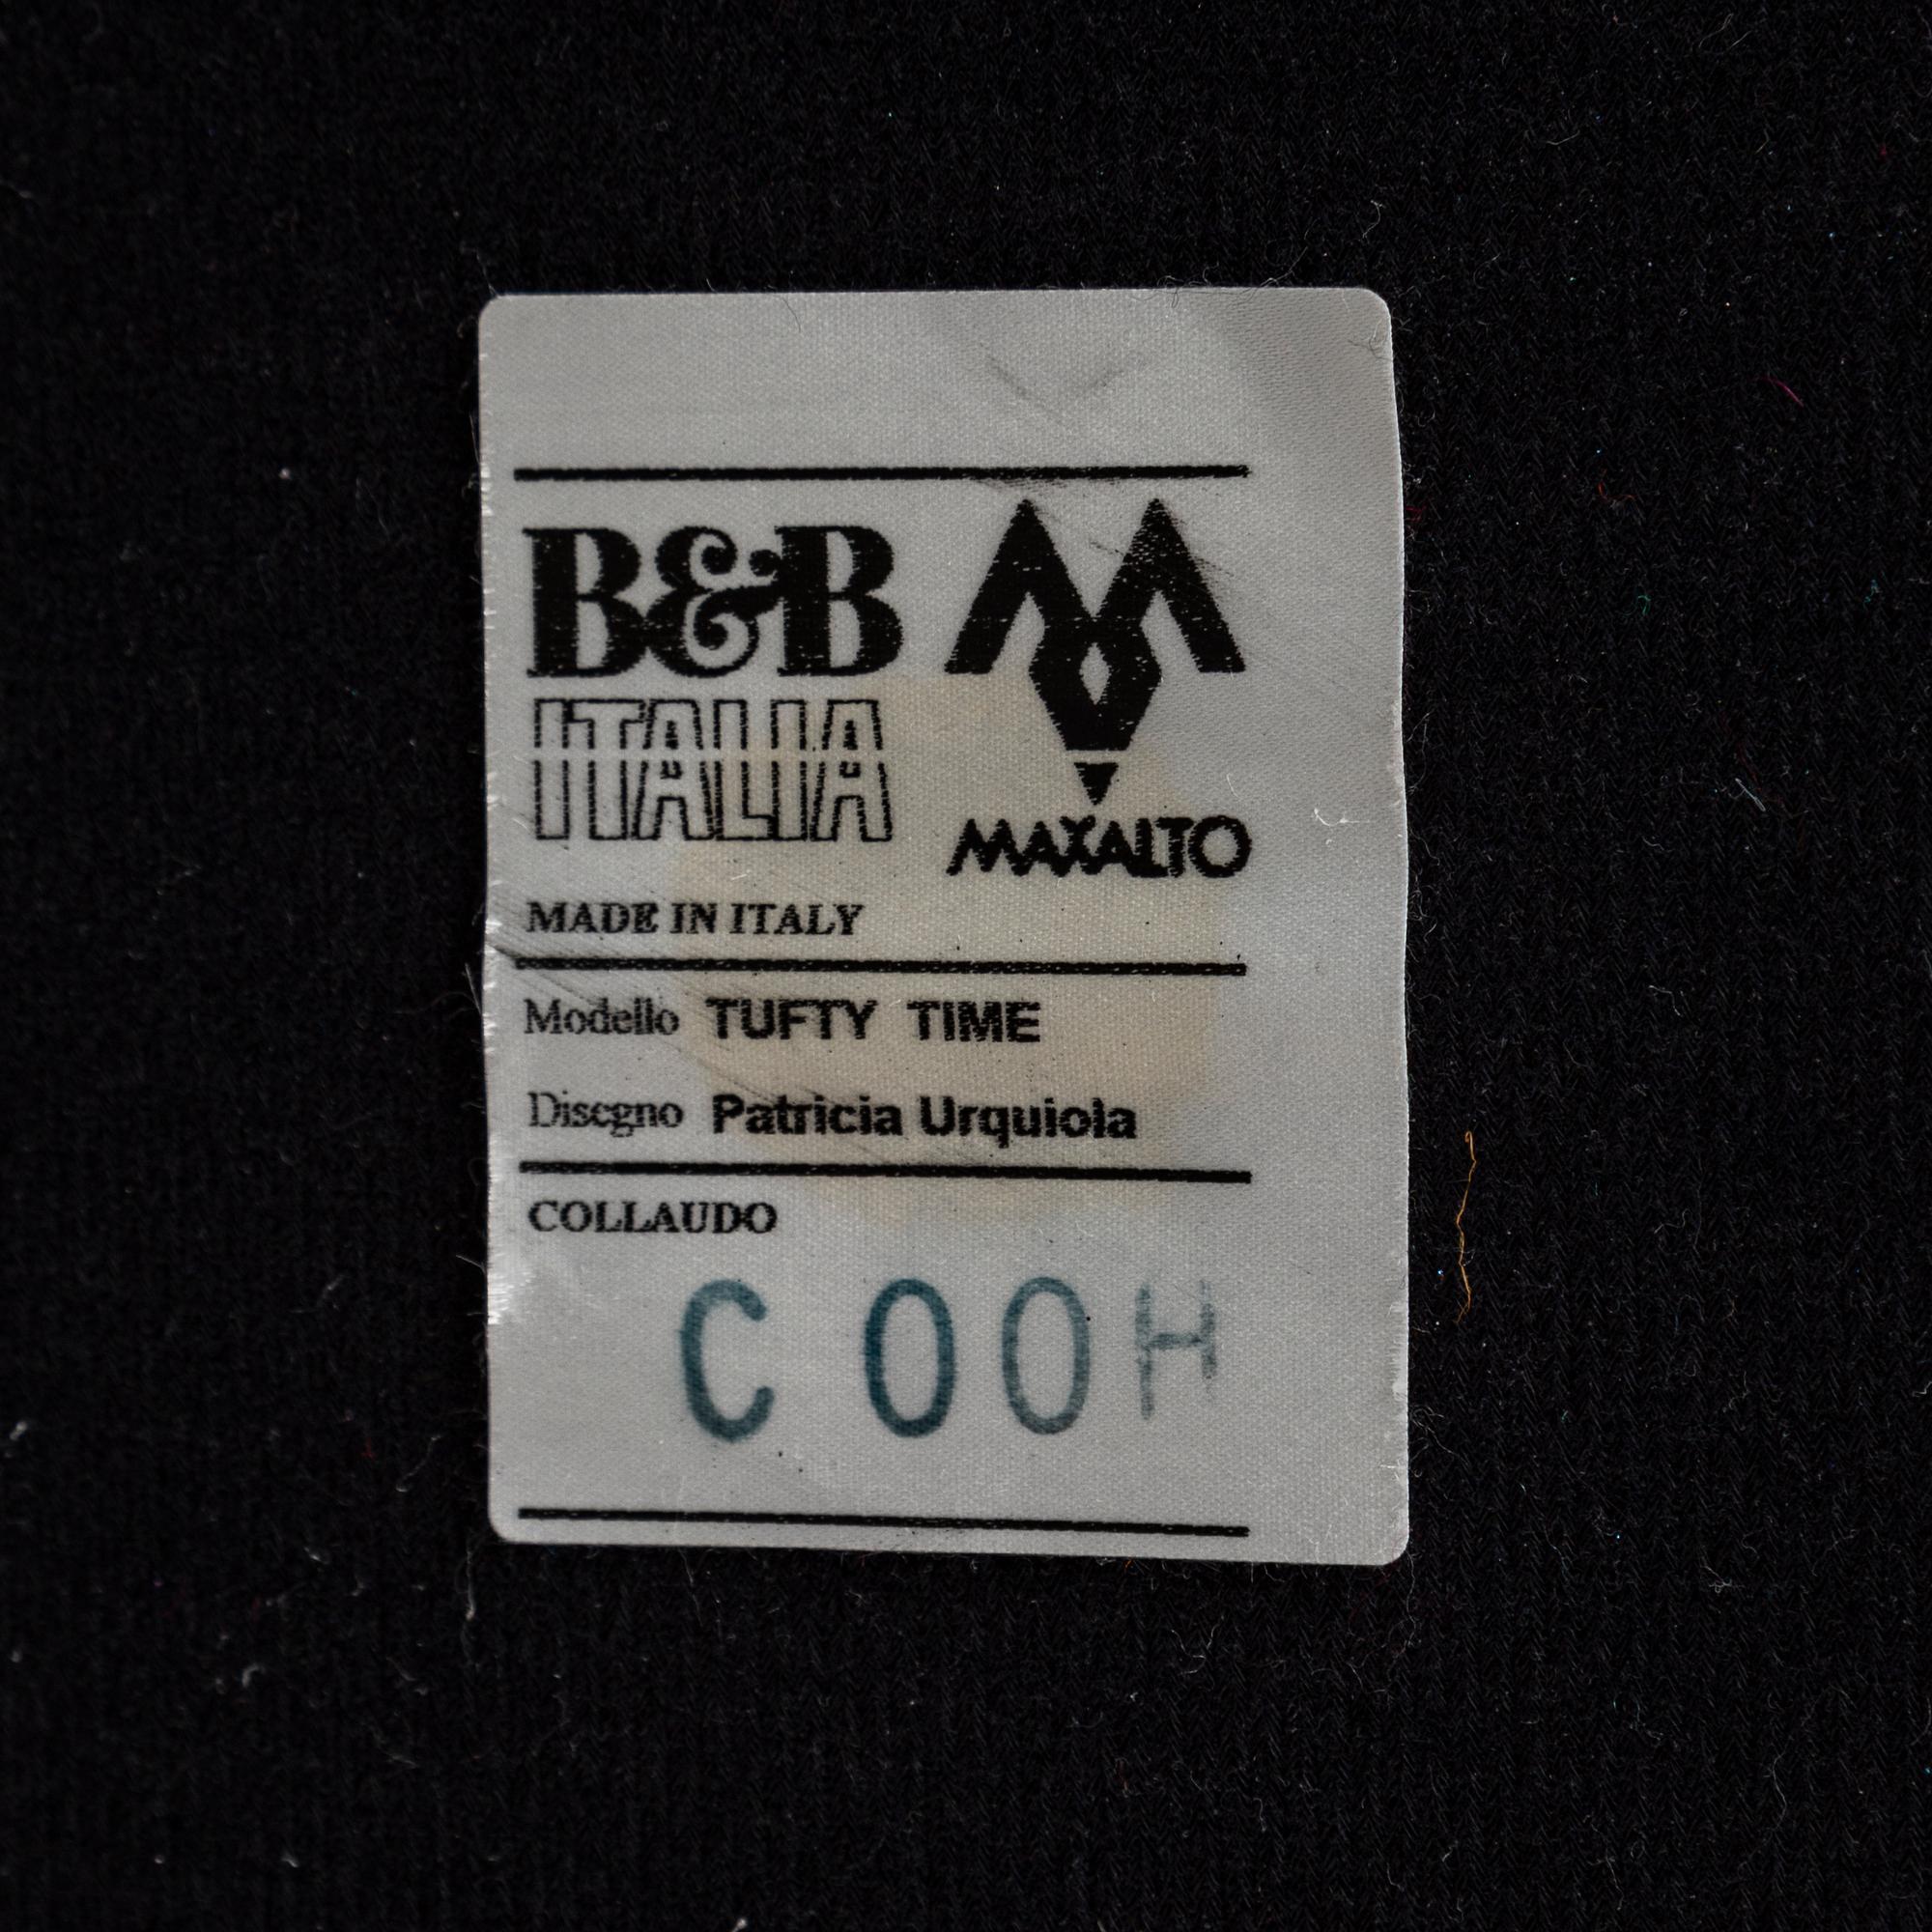 B&B
ITALIA
MAXALTO
MADE IN ITALY
Modello TUFTY TIME
Disegno Patricia Urquiola
COLLAUDO
C 00H